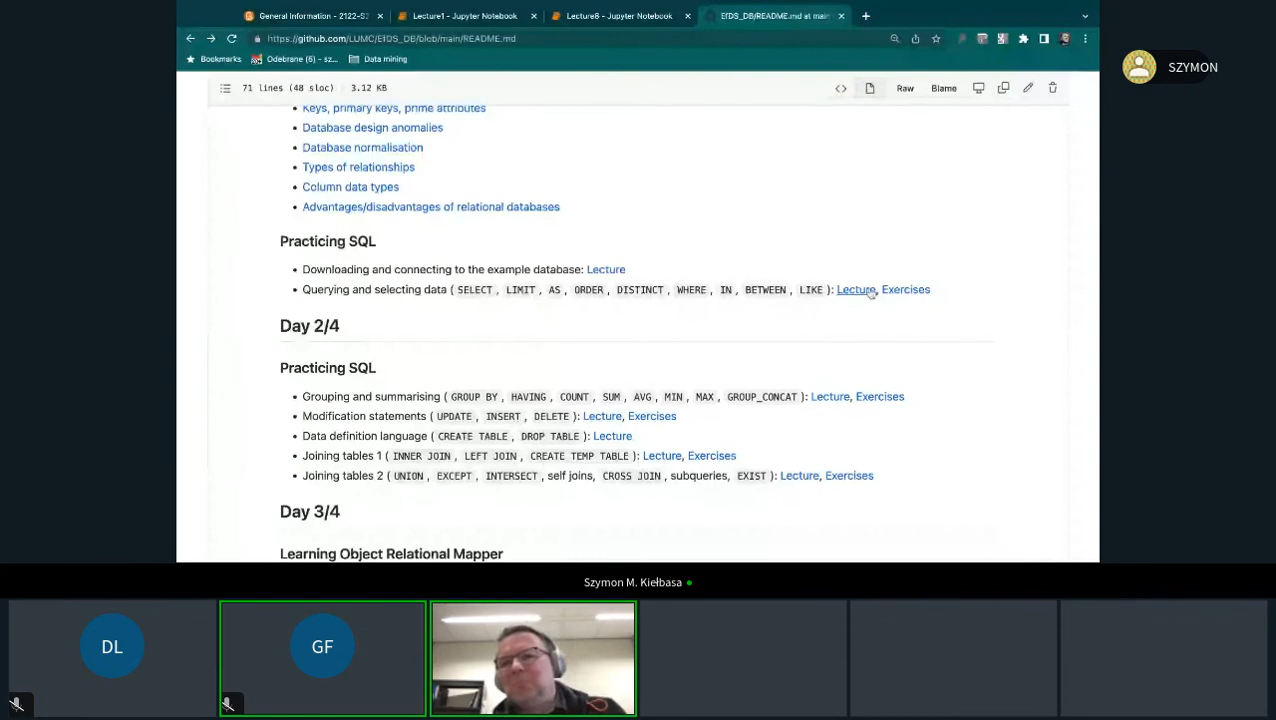 General Information - 2122-S2
Lecture1 - Jupyter Notebook
Lecture8 - Jupyter Notebook
EfDS_DB/README.md at main
https://github.com/LUMC/EfDS_DB/blob/main/README.md
Bookmarks
Odebrane (6) - sz...
Data mining
SZYMON
71 lines (48 sloc)
3.12 KB
Raw
Blame
Keys, primary keys, prime attributes
Database design anomalies
Database normalisation
Types of relationships
Column data types
Advantages/disadvantages of relational databases
Practicing SQL
Downloading and connecting to the example database: Lecture
Querying and selecting data ( SELECT , LIMIT , AS , ORDER , DISTINCT , WHERE , IN , BETWEEN , LIKE ): Lecture, Exercises
Day 2/4
Practicing SQL
Grouping and summarising ( GROUP BY , HAVING , COUNT , SUM , AVG , MIN , MAX , GROUP_CONCAT ): Lecture, Exercises
Modification statements ( UPDATE , INSERT , DELETE ): Lecture, Exercises
Data definition language ( CREATE TABLE , DROP TABLE ): Lecture
Joining tables 1 ( INNER JOIN , LEFT JOIN , CREATE TEMP TABLE ): Lecture, Exercises
Joining tables 2 ( UNION , EXCEPT , INTERSECT , self joins, CROSS JOIN , subqueries, EXIST ): Lecture, Exercises
Day 3/4
Learning Object Relational Mapper
Szymon M. Kiełbasa
DL
GF